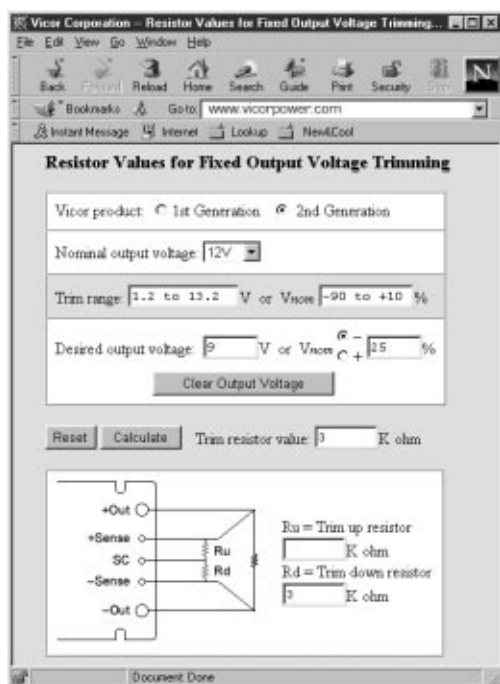 Vicor Corporation -- Resistor Values for Fixed Output Voltage Trimming...
File Edit View Go Window Help
Back Forward Reload Home Search Guide Print Security Stop N
Bookmarks Go to: www.vicorpower.com
Instant Message Internet Lookup New&Cool
Resistor Values for Fixed Output Voltage Trimming
Vicor product: 1st Generation 2nd Generation
Nominal output voltage: 12V
Trim range: 1.2 to 13.2 V or Vnom -90 to +10 %
Desired output voltage: 9 V or Vnom - + 25 %
Clear Output Voltage
Reset Calculate Trim resistor value: 3 K ohm
+Out
+Sense
SC
-Sense
-Out
Ru
Rd
Ru = Trim up resistor
K ohm
Rd = Trim down resistor
3 K ohm
Document Done